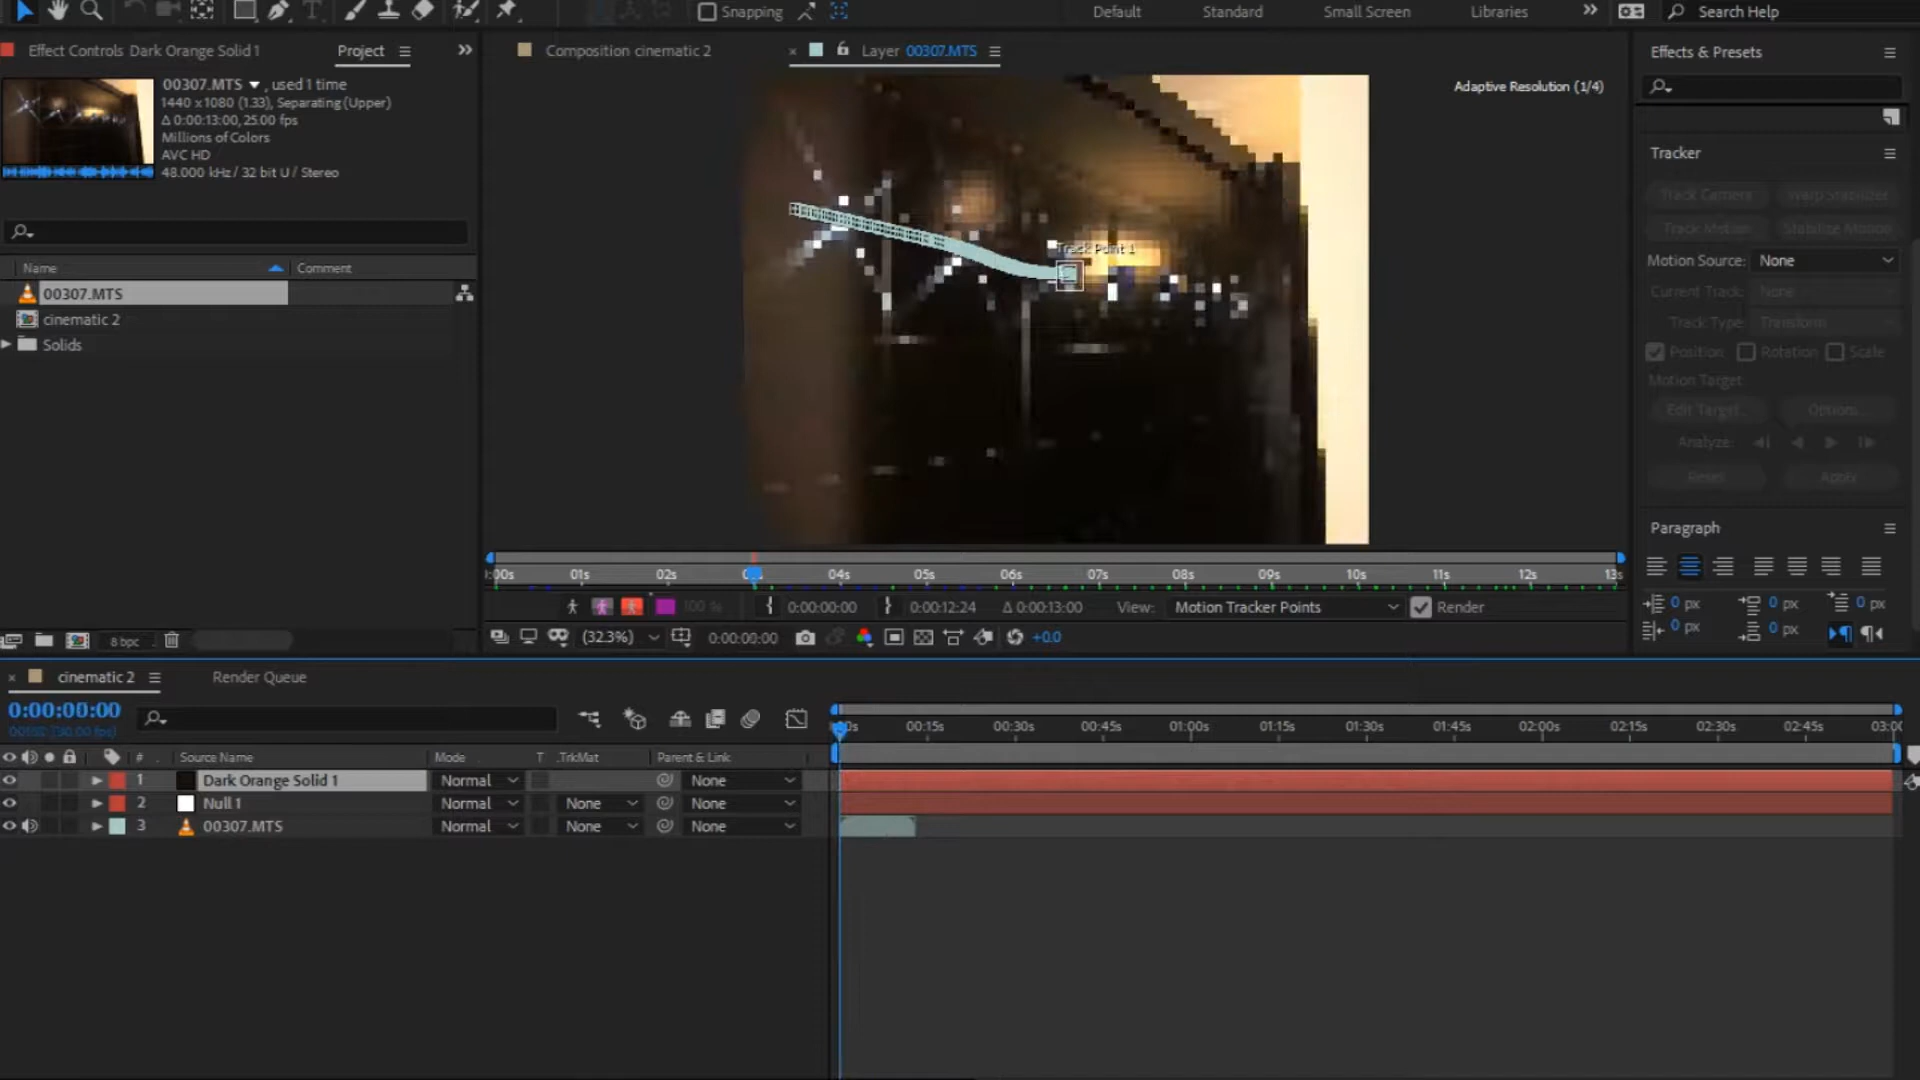 Snapping
Default
Standard
Small Screen
Libraries
Search Help
Effect Controls Dark Orange Solid 1
Project
Composition cinematic 2
Layer 00307.MTS
Effects & Presets
00307.MTS , used 1 time
1440 x 1080 (1.33), Separating (Upper)
Δ 0:00:13:00, 25.00 fps
Millions of Colors
AVC HD
48.000 kHz / 32 bit U / Stereo
Adaptive Resolution (1/4)
Track Point 1
Tracker
Track Camera
Warp Stabilizer
Track Motion
Stabilize Motion
Motion Source: None
Current Track: None
Track Type: Transform
Position
Rotation
Scale
Motion Target:
Edit Target...
Options...
Analyze:
Reset
Apply
Name
Comment
00307.MTS
cinematic 2
Solids
8 bpc
Paragraph
0 px
0 px
0 px
0 px
0 px
:00s 01s 02s 04s 05s 06s 07s 08s 09s 10s 11s 12s 13s
0:00:00:00
0:00:12:24
Δ 0:00:13:00
View: Motion Tracker Points
Render
(32.3%)
0:00:00:00
+0.0
cinematic 2
Render Queue
0:00:00:00
00:15s 00:30s 00:45s 01:00s 01:15s 01:30s 01:45s 02:00s 02:15s 02:30s 02:45s
# Source Name Mode T .TrkMat Parent & Link
1 Dark Orange Solid 1 Normal None
2 Null 1 Normal None None
3 00307.MTS Normal None None